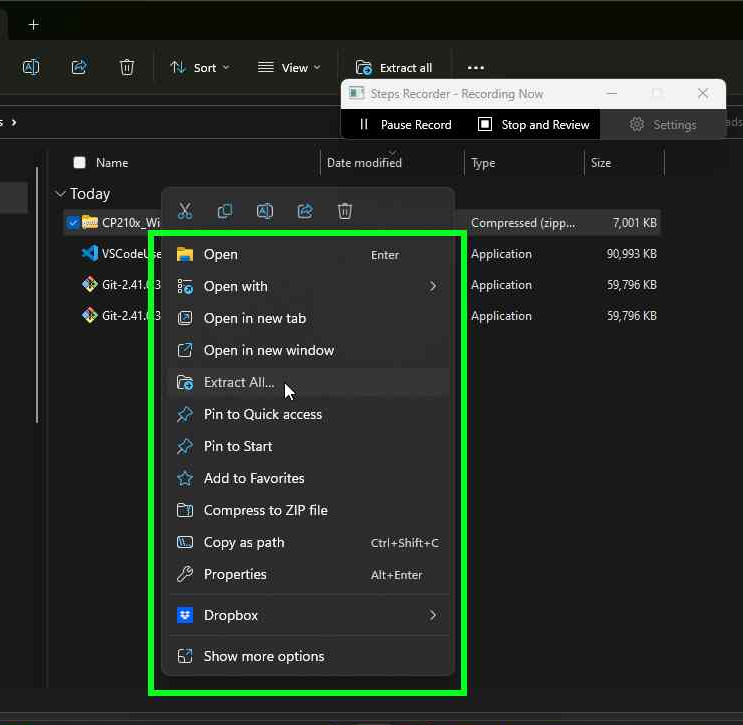 Sort
View
Extract all
Steps Recorder - Recording Now
Pause Record
Stop and Review
Settings
Name
Date modified
Type
Size
Today
CP210x_Wi
Compressed (zipp...
7,001 KB
VSCodeUse
Application
90,993 KB
Git-2.41.0.3
Application
59,796 KB
Git-2.41.0.3
Application
59,796 KB
Open Enter
Open with
Open in new tab
Open in new window
Extract All...
Pin to Quick access
Pin to Start
Add to Favorites
Compress to ZIP file
Copy as path Ctrl+Shift+C
Properties Alt+Enter
Dropbox
Show more options